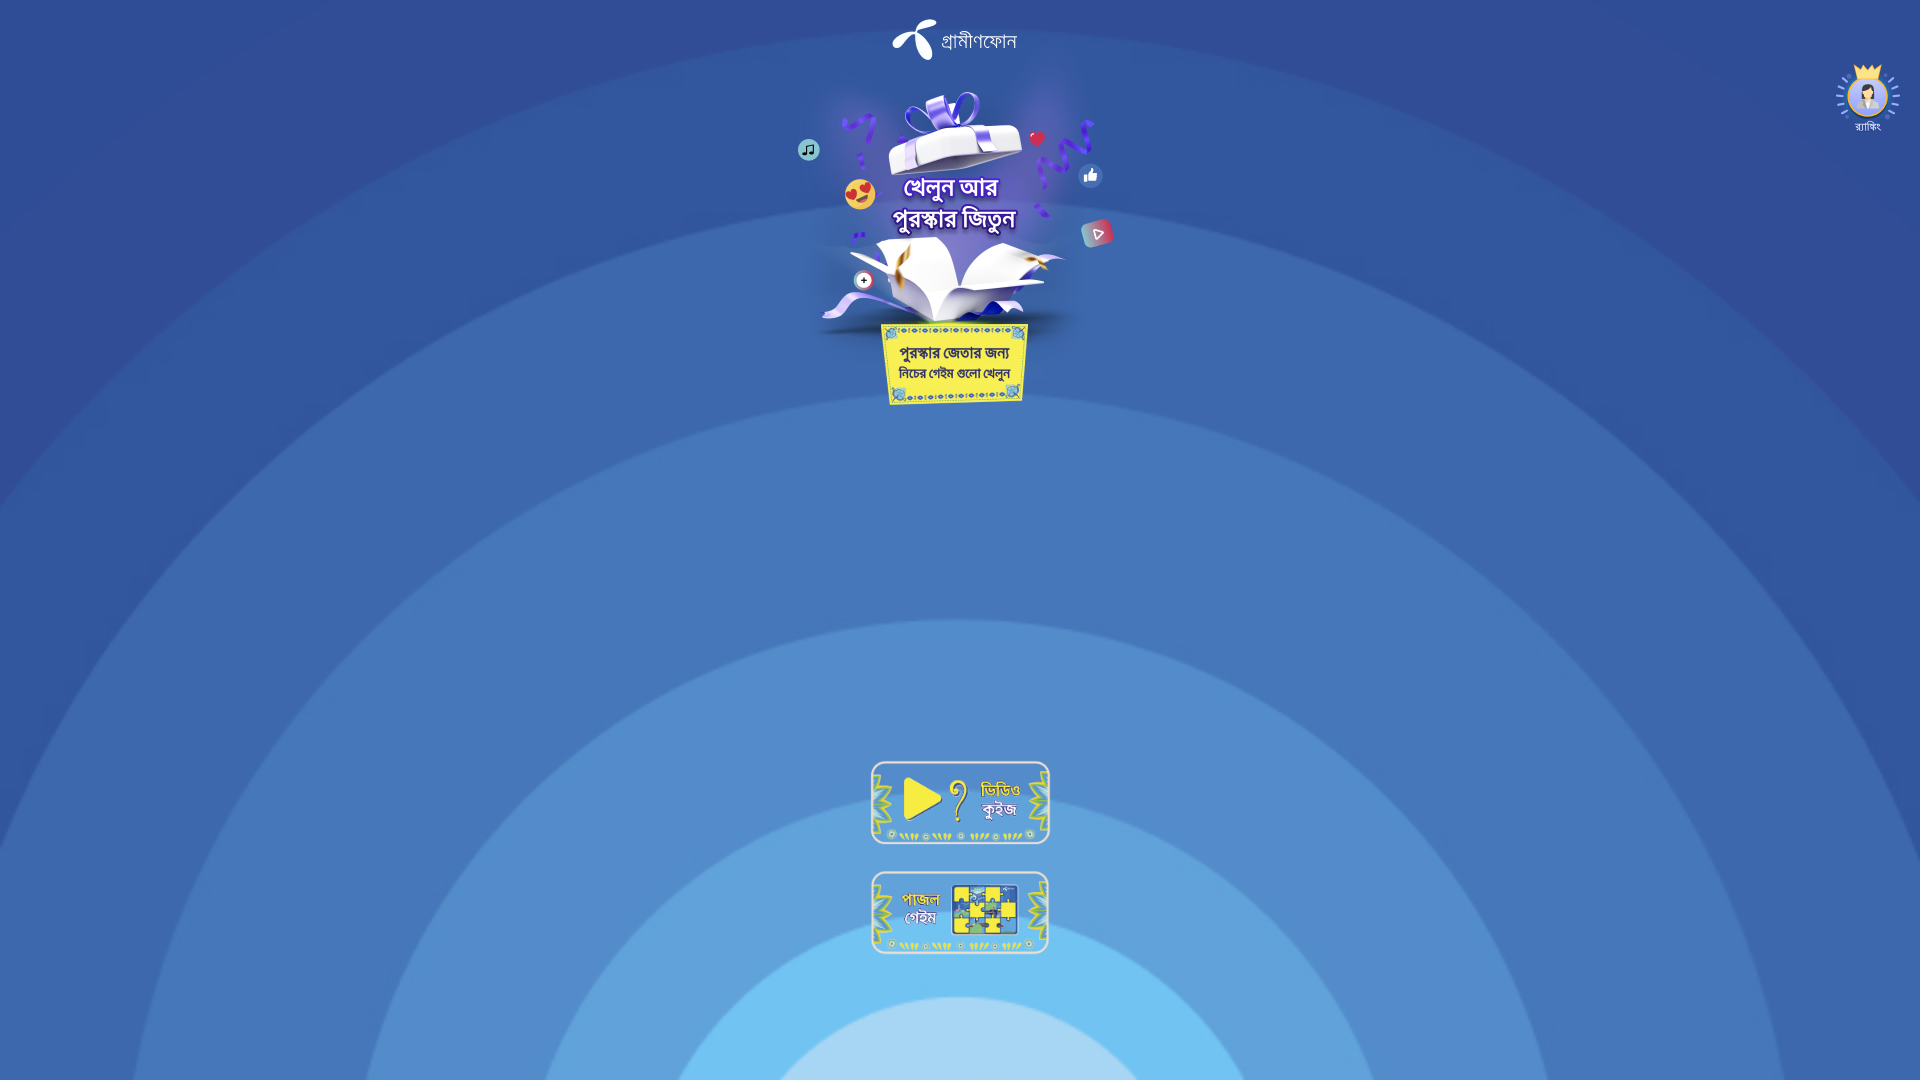 গ্রামীণফোন
র‍্যাঙ্কিং
খেলুন আর
পুরস্কার জিতুন
পুরস্কার জেতার জন্য
নিচের গেইম গুলো খেলুন
ভিডিও
কুইজ
পাজল
গেইম